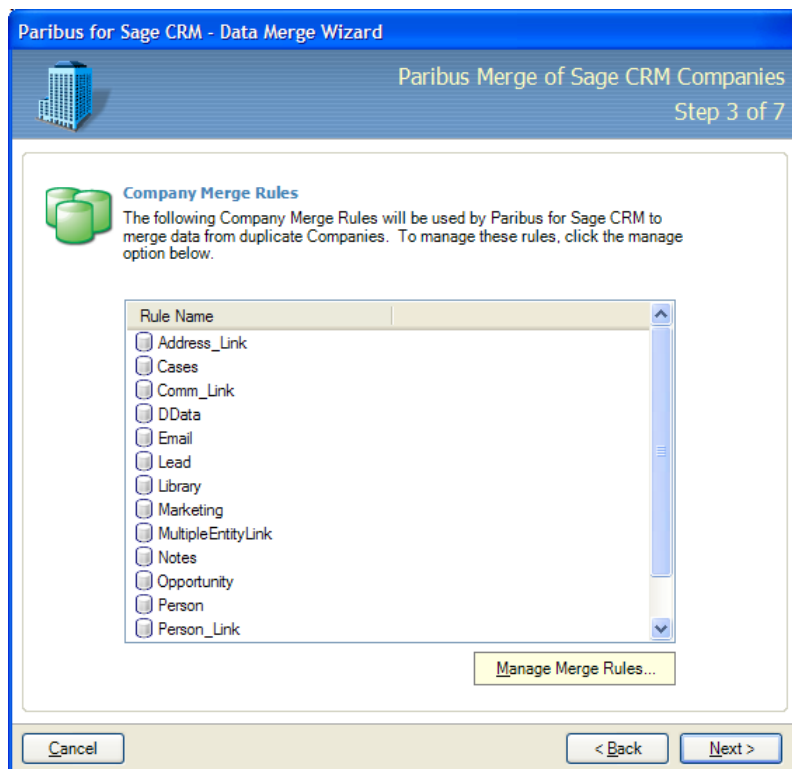 Paribus for Sage CRM - Data Merge Wizard
Paribus Merge of Sage CRM Companies
Step 3 of 7
Company Merge Rules
The following Company Merge Rules will be used by Paribus for Sage CRM to
merge data from duplicate Companies.  To manage these rules, click the manage
option below.
Rule Name
Address_Link
Cases
Comm_Link
DData
Email
Lead
Library
Marketing
MultipleEntityLink
Notes
Opportunity
Person
Person_Link
Manage Merge Rules...
Cancel
< Back
Next >